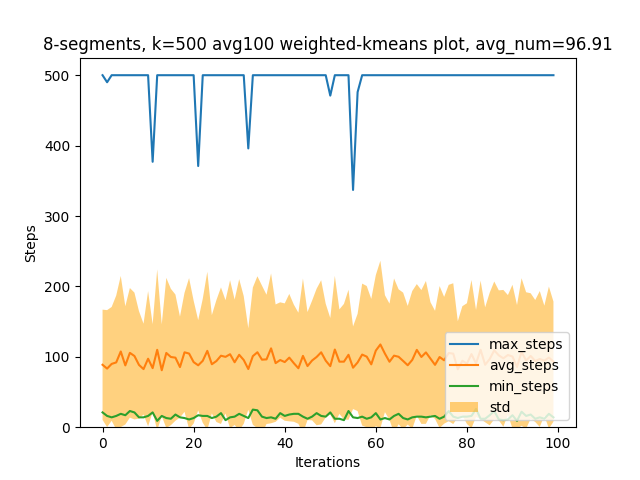 8-segments, k=500 avg100 weighted-kmeans plot, avg_num=96.91
500
400
300
200
100
0
Steps
0 20 40 60 80 100
Iterations
max_steps
avg_steps
min_steps
std